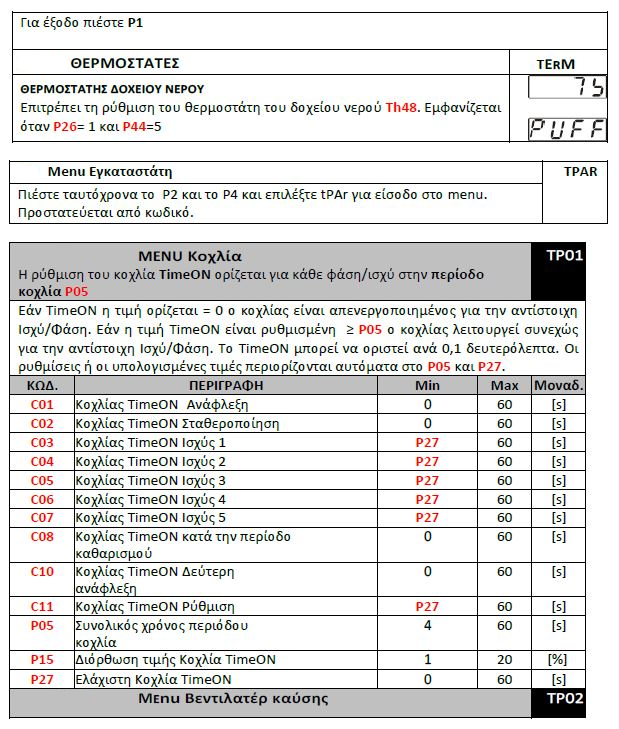 Για έξοδο πιέστε P1
ΘΕΡΜΟΣΤΑΤΕΣ TERM
ΘΕΡΜΟΣΤΑΤΗΣ ΔΟΧΕΙΟΥ ΝΕΡΟΥ
75
Επιτρέπει τη ρύθμιση του θερμοστάτη του δοχείου νερού Th48. Εμφανίζεται
όταν P26= 1 και P44=5
PUFF
Menu Εγκαταστάτη TPAR
Πιέστε ταυτόχρονα το P2 και το P4 και επιλέξτε tPAr για είσοδο στο menu.
Προστατεύεται από κωδικό.
MENU Κοχλία TP01
Η ρύθμιση του κοχλία TimeON ορίζεται για κάθε φάση/ισχύ στην περίοδο
κοχλία P05
Εάν TimeON η τιμή ορίζεται = 0 ο κοχλίας είναι απενεργοποιημένος για την αντίστοιχη
Ισχύ/Φάση. Εάν η τιμή TimeON είναι ρυθμισμένη ≥ P05 ο κοχλίας λειτουργεί συνεχώς
για την αντίστοιχη Ισχύ/Φάση. Το TimeON μπορεί να οριστεί ανά 0,1 δευτερόλεπτα. Οι
ρυθμίσεις ή οι υπολογισμένες τιμές περιορίζονται αυτόματα στο P05 και P27.
ΚΩΔ. ΠΕΡΙΓΡΑΦΗ Min Max Μοναδ.
C01 Κοχλίας TimeON Ανάφλεξη 0 60 [s]
C02 Κοχλίας TimeON Σταθεροποίηση 0 60 [s]
C03 Κοχλίας TimeON Ισχύς 1 P27 60 [s]
C04 Κοχλίας TimeON Ισχύς 2 P27 60 [s]
C05 Κοχλίας TimeON Ισχύς 3 P27 60 [s]
C06 Κοχλίας TimeON Ισχύς 4 P27 60 [s]
C07 Κοχλίας TimeON Ισχύς 5 P27 60 [s]
C08 Κοχλίας TimeON κατά την περίοδο 0 60 [s]
καθαρισμού
C10 Κοχλίας TimeON Δεύτερη 0 60 [s]
ανάφλεξη
C11 Κοχλίας TimeON Ρύθμιση P27 60 [s]
P05 Συνολικός χρόνος περιόδου 4 60 [s]
κοχλία
P15 Διόρθωση τιμής Κοχλία TimeON 1 20 [%]
P27 Ελάχιστη Κοχλία TimeON 0 60 [s]
MEnu Βεντιλατέρ καύσης TP02